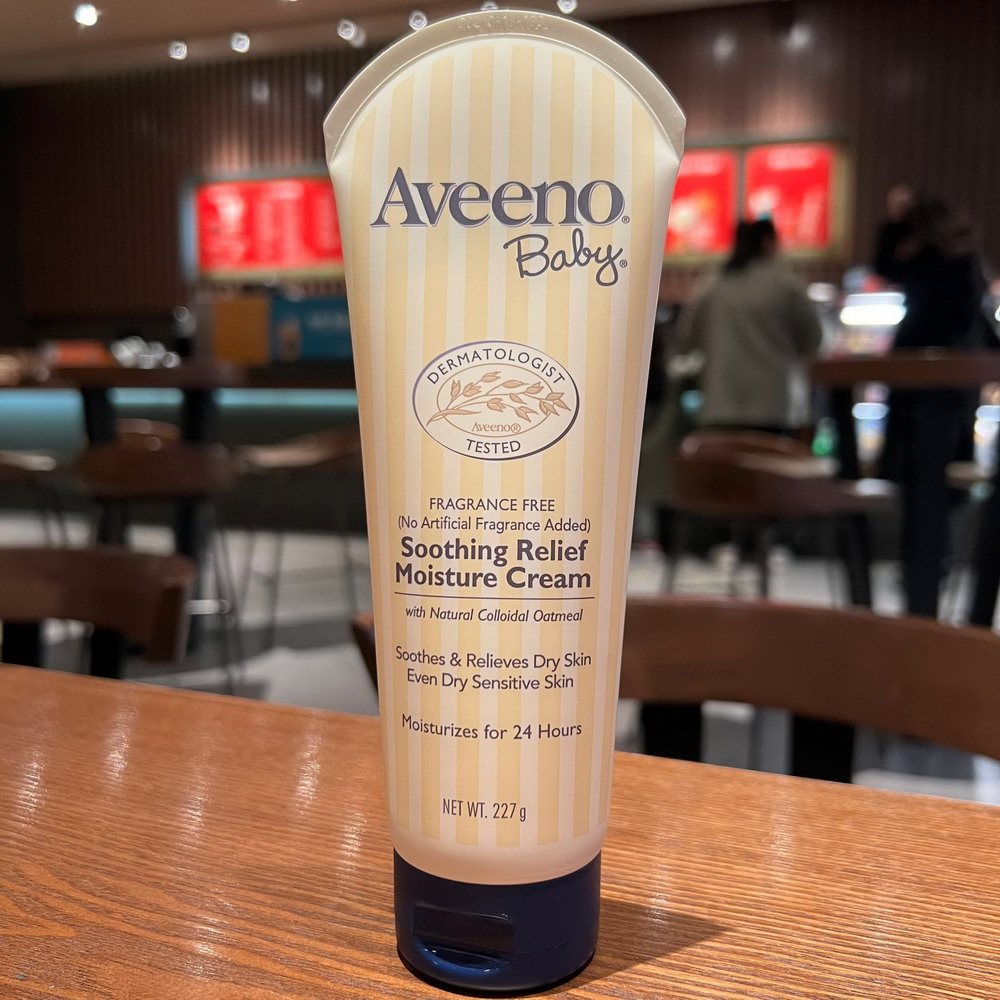 AVEENO®
Baby®
DERMATOLOGIST
Aveeno®
TESTED
FRAGRANCE FREE
(No Artificial Fragrance Added)
Soothing Relief
Moisture Cream
with Natural Colloidal Oatmeal
Soothes & Relieves Dry Skin
Even Dry Sensitive Skin
Moisturizes for 24 Hours
NET WT. 227 g